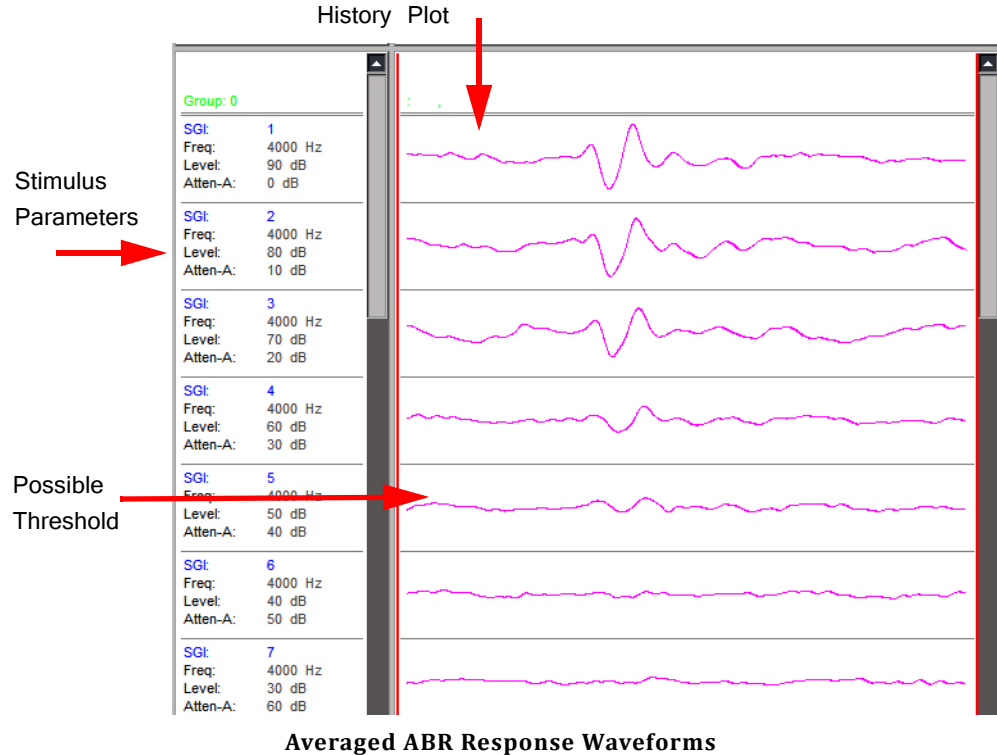 History Plot
Group: 0
: ,
SGI: 1
Freq: 4000 Hz
Level: 90 dB
Atten-A: 0 dB
Stimulus
Parameters
SGI: 2
Freq: 4000 Hz
Level: 80 dB
Atten-A: 10 dB
SGI: 3
Freq: 4000 Hz
Level: 70 dB
Atten-A: 20 dB
SGI: 4
Freq: 4000 Hz
Level: 60 dB
Atten-A: 30 dB
Possible
Threshold
SGI: 5
Freq: 4000 Hz
Level: 50 dB
Atten-A: 40 dB
SGI: 6
Freq: 4000 Hz
Level: 40 dB
Atten-A: 50 dB
SGI: 7
Freq: 4000 Hz
Level: 30 dB
Atten-A: 60 dB
Averaged ABR Response Waveforms